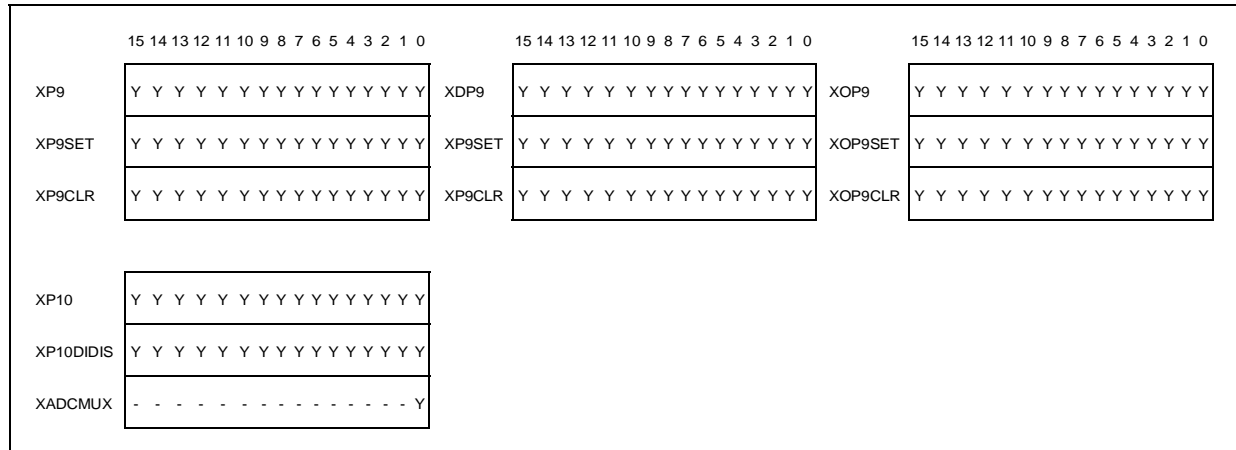 15 14 13 12 11 10 9 8 7 6 5 4 3 2 1 0 15 14 13 12 11 10 9 8 7 6 5 4 3 2 1 0 15 14 13 12 11 10 9 8 7 6 5 4 3 2 1 0
XP9 Y Y Y Y Y Y Y Y Y Y Y Y Y Y Y Y XDP9 Y Y Y Y Y Y Y Y Y Y Y Y Y Y Y Y XOP9 Y Y Y Y Y Y Y Y Y Y Y Y Y Y Y Y
XP9SET Y Y Y Y Y Y Y Y Y Y Y Y Y Y Y Y XP9SET Y Y Y Y Y Y Y Y Y Y Y Y Y Y Y Y XOP9SET Y Y Y Y Y Y Y Y Y Y Y Y Y Y Y Y
XP9CLR Y Y Y Y Y Y Y Y Y Y Y Y Y Y Y Y XP9CLR Y Y Y Y Y Y Y Y Y Y Y Y Y Y Y Y XOP9CLR Y Y Y Y Y Y Y Y Y Y Y Y Y Y Y Y
XP10 Y Y Y Y Y Y Y Y Y Y Y Y Y Y Y Y
XP10DIDIS Y Y Y Y Y Y Y Y Y Y Y Y Y Y Y Y
XADCMUX - - - - - - - - - - - - - - - Y